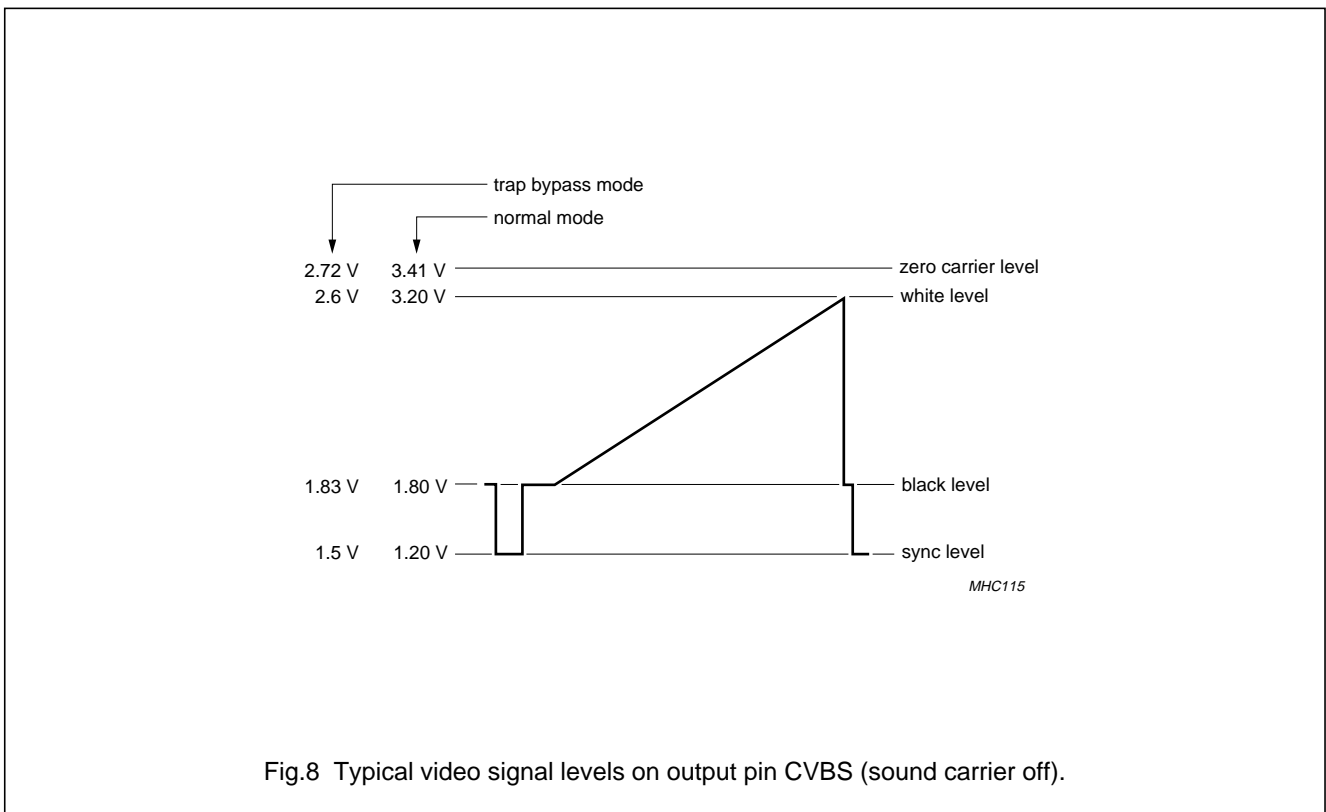 trap bypass mode
normal mode
2.72 V 3.41 V zero carrier level
2.6 V 3.20 V white level
1.83 V 1.80 V black level
1.5 V 1.20 V sync level
MHC115
Fig.8 Typical video signal levels on output pin CVBS (sound carrier off).